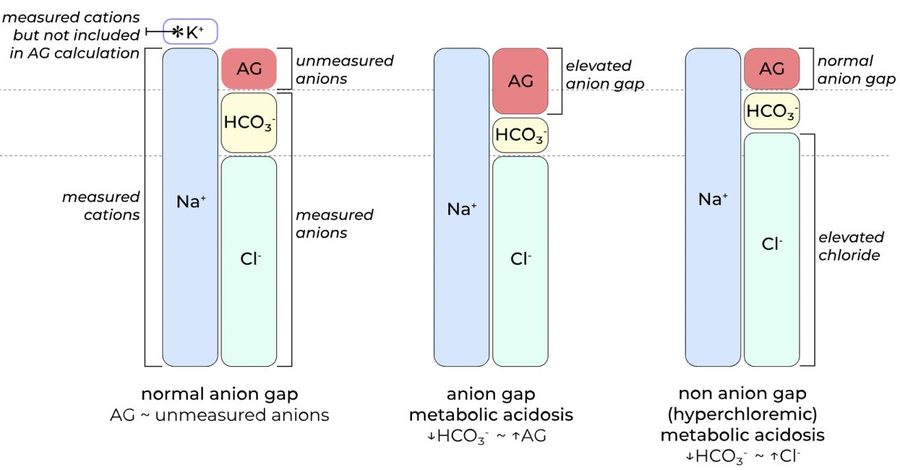 measured cations
but not included
in AG calculation
*K⁺
AG
unmeasured
anions
HCO₃⁻
measured
cations
Na⁺
measured
anions
Cl⁻
normal anion gap
AG ~ unmeasured anions
AG
elevated
anion gap
HCO₃⁻
Na⁺
Cl⁻
anion gap
metabolic acidosis
↓HCO₃⁻ ~ ↑AG
AG
normal
anion gap
HCO₃⁻
Na⁺
Cl⁻
elevated
chloride
non anion gap
(hyperchloremic)
metabolic acidosis
↓HCO₃⁻ ~ ↑Cl⁻